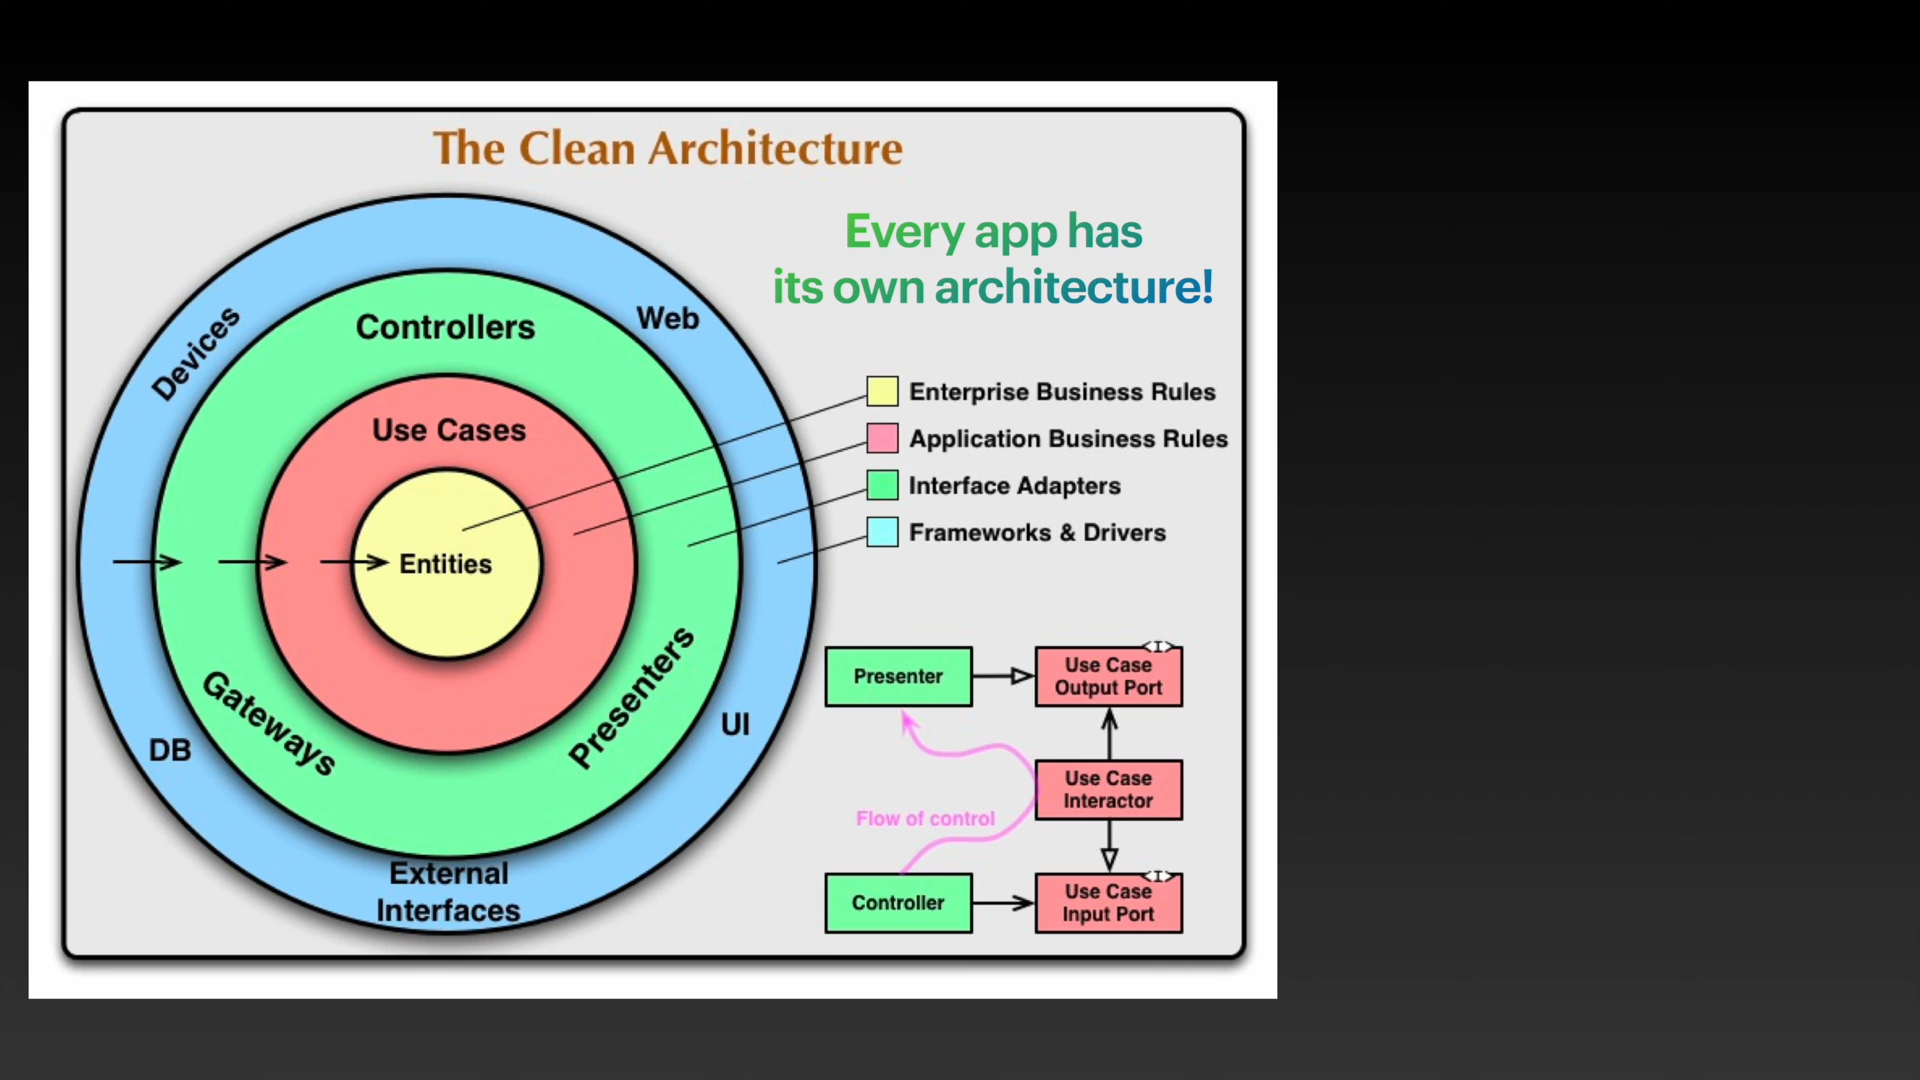 The Clean Architecture
Every app has
its own architecture!
Devices
Controllers
Web
Use Cases
Entities
Gateways
Presenters
DB
UI
External
Interfaces
Enterprise Business Rules
Application Business Rules
Interface Adapters
Frameworks & Drivers
Presenter
<I>
Use Case
Output Port
Use Case
Interactor
Flow of control
Controller
<I>
Use Case
Input Port